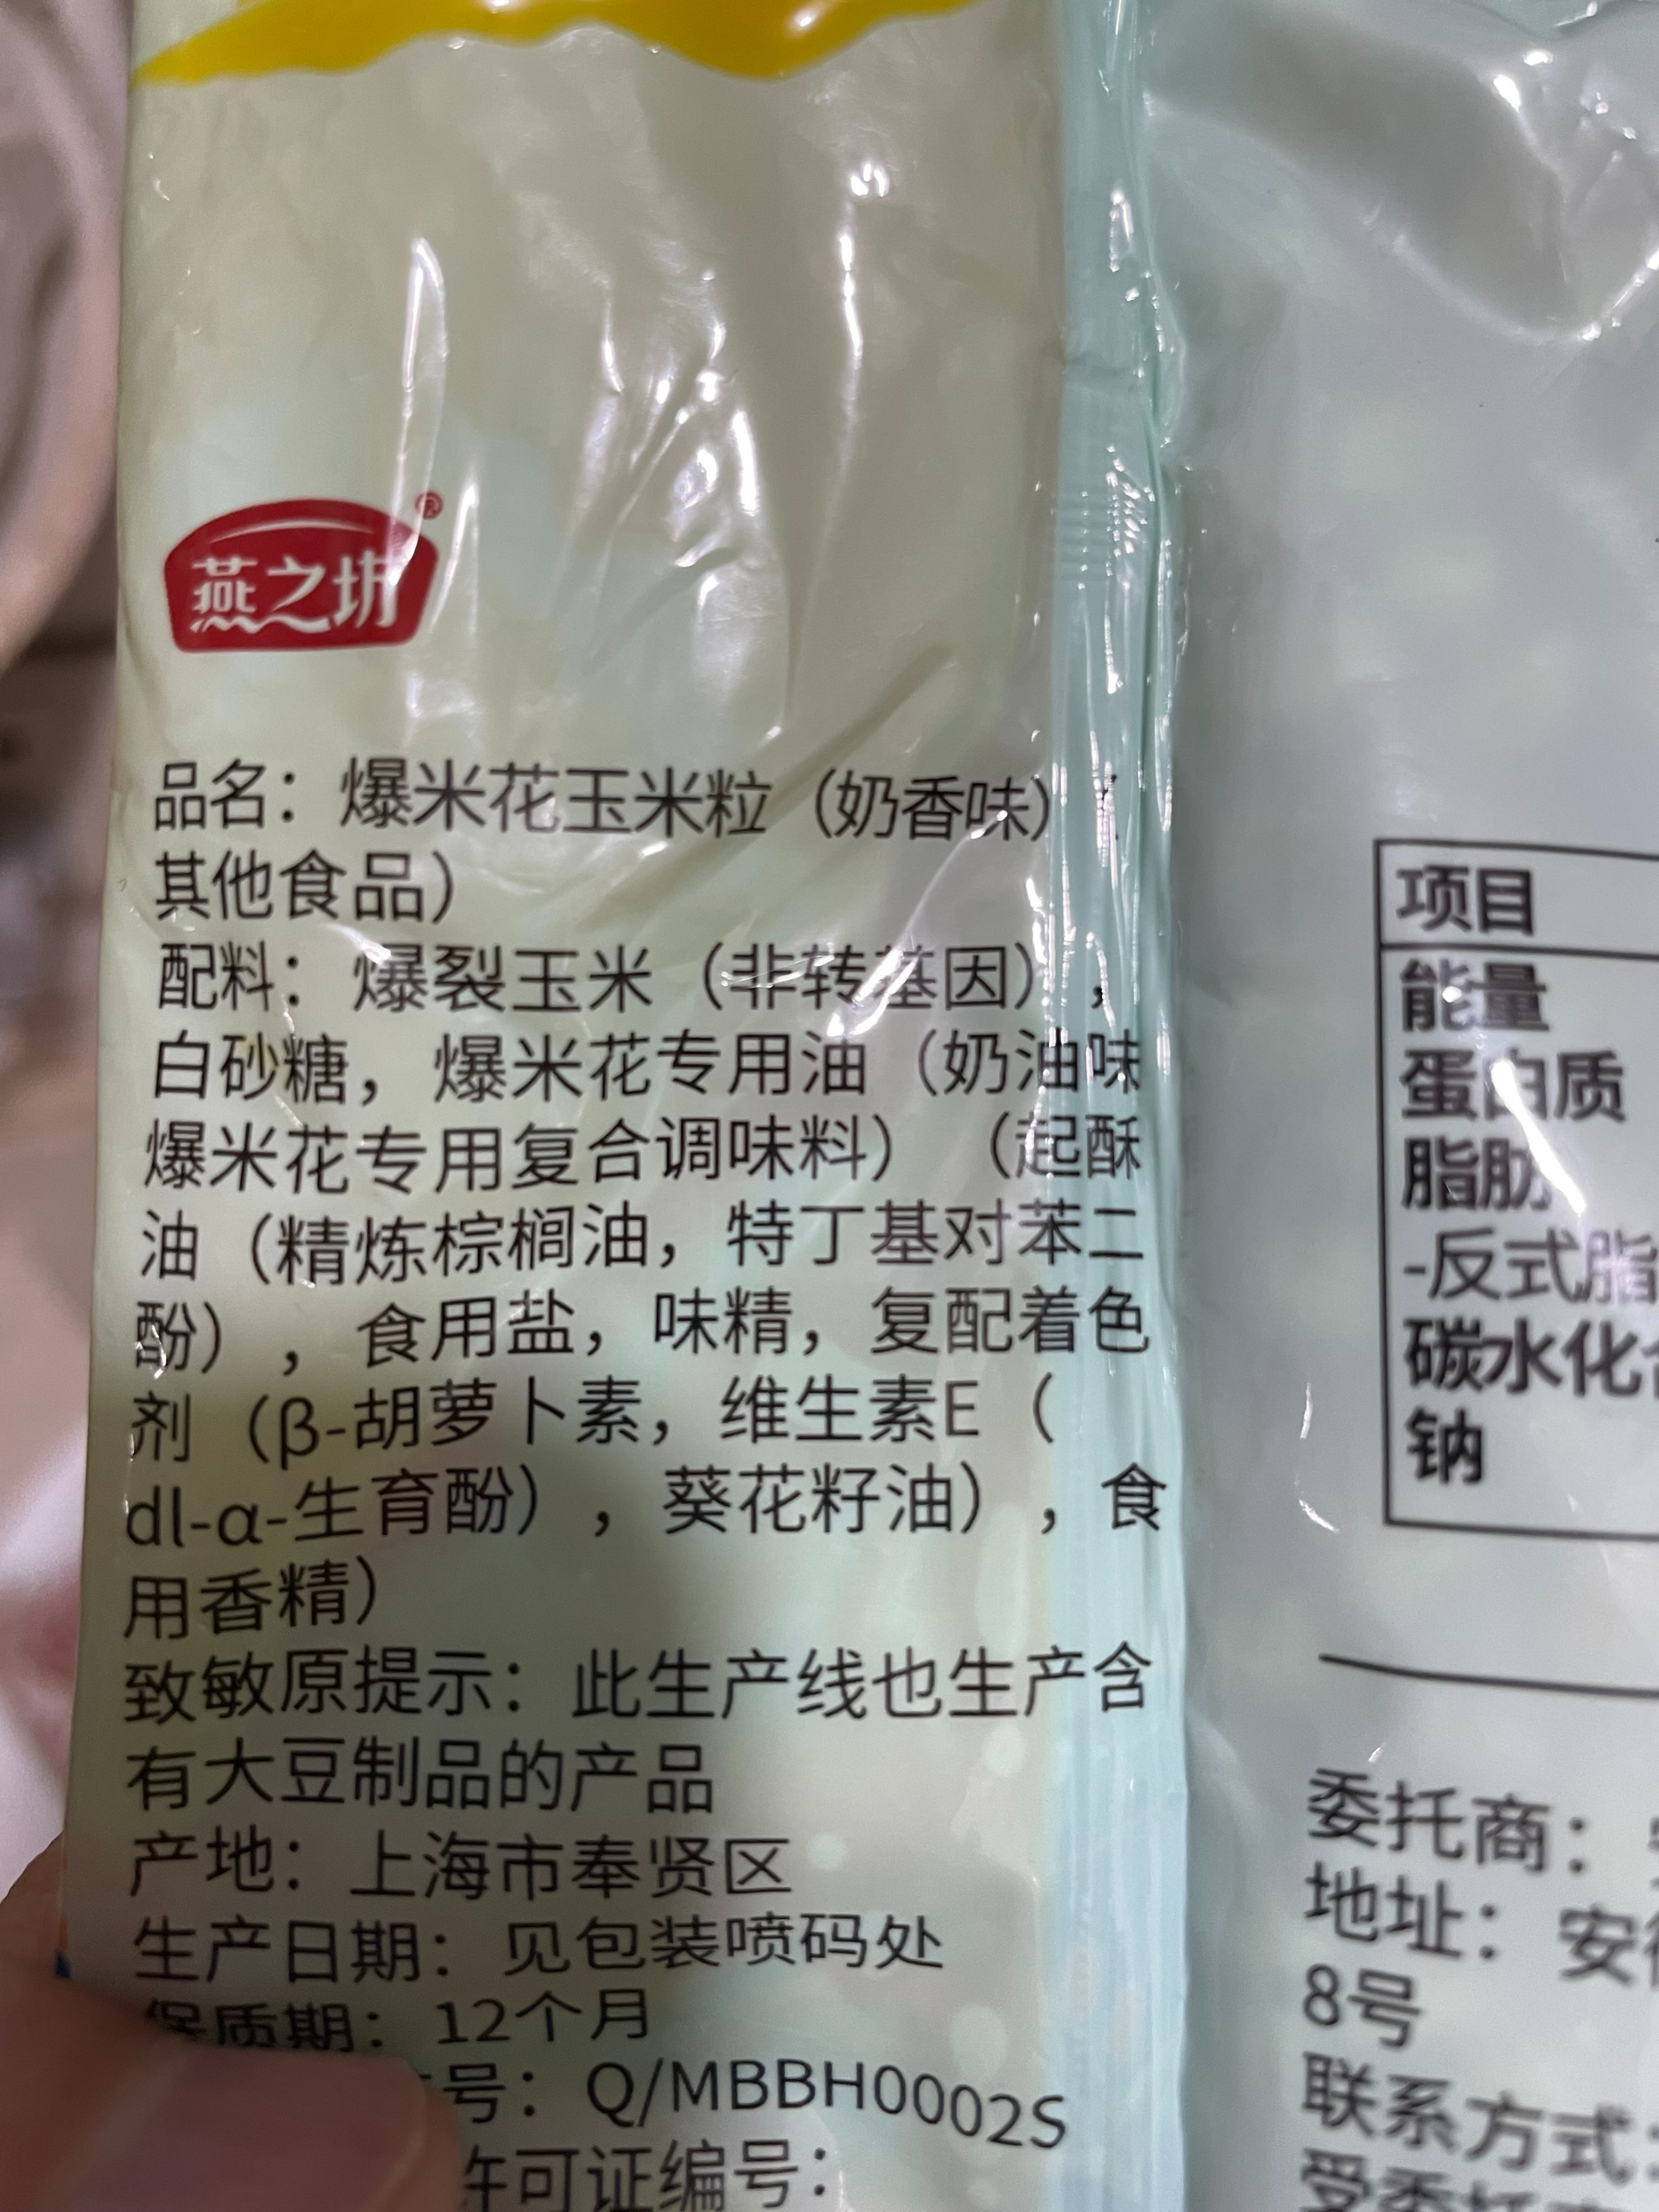 燕之坊®
品名：爆米花玉米粒（奶香味）（
其他食品）
配料：爆裂玉米（非转基因），
白砂糖，爆米花专用油（奶油味
爆米花专用复合调味料）（起酥
油（精炼棕榈油，特丁基对苯二
酚），食用盐，味精，复配着色
剂（β-胡萝卜素，维生素E（
dl-α-生育酚），葵花籽油），食
用香精）
致敏原提示：此生产线也生产含
有大豆制品的产品
产地：上海市奉贤区
生产日期：见包装喷码处
保质期：12个月
号：Q/MBBH0002S
许可证编号：
项目
能量
蛋白质
脂肪
-反式脂
碳水化合
钠
委托商：
地址：安
8号
联系方式：
受委托